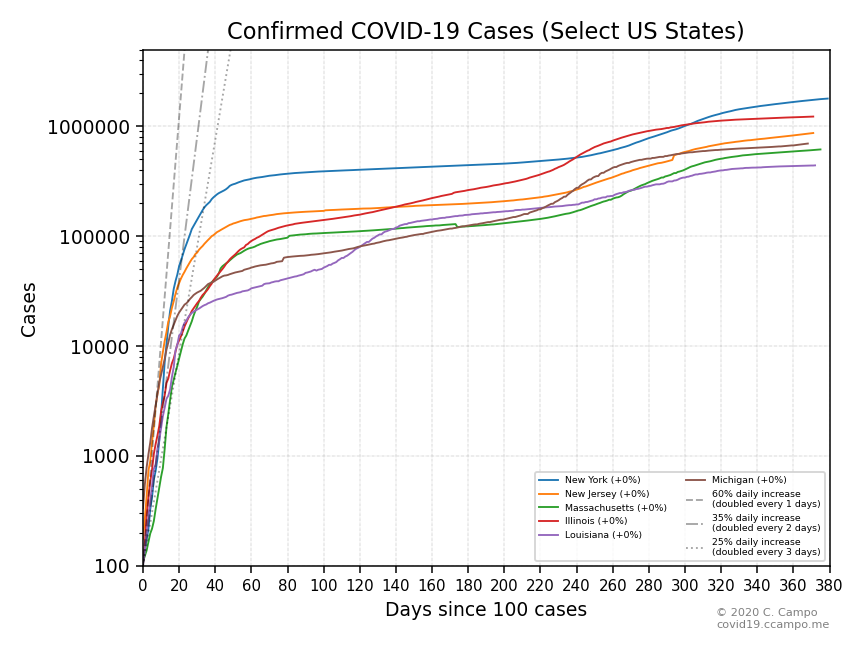 Confirmed COVID-19 Cases (Select US States)
Cases
1000000
100000
10000
1000
100
0 20 40 60 80 100 120 140 160 180 200 220 240 260 280 300 320 340 360 380
Days since 100 cases
New York (+0%)
New Jersey (+0%)
Massachusetts (+0%)
Illinois (+0%)
Louisiana (+0%)
Michigan (+0%)
60% daily increase
(doubled every 1 days)
35% daily increase
(doubled every 2 days)
25% daily increase
(doubled every 3 days)
© 2020 C. Campo
covid19.ccampo.me